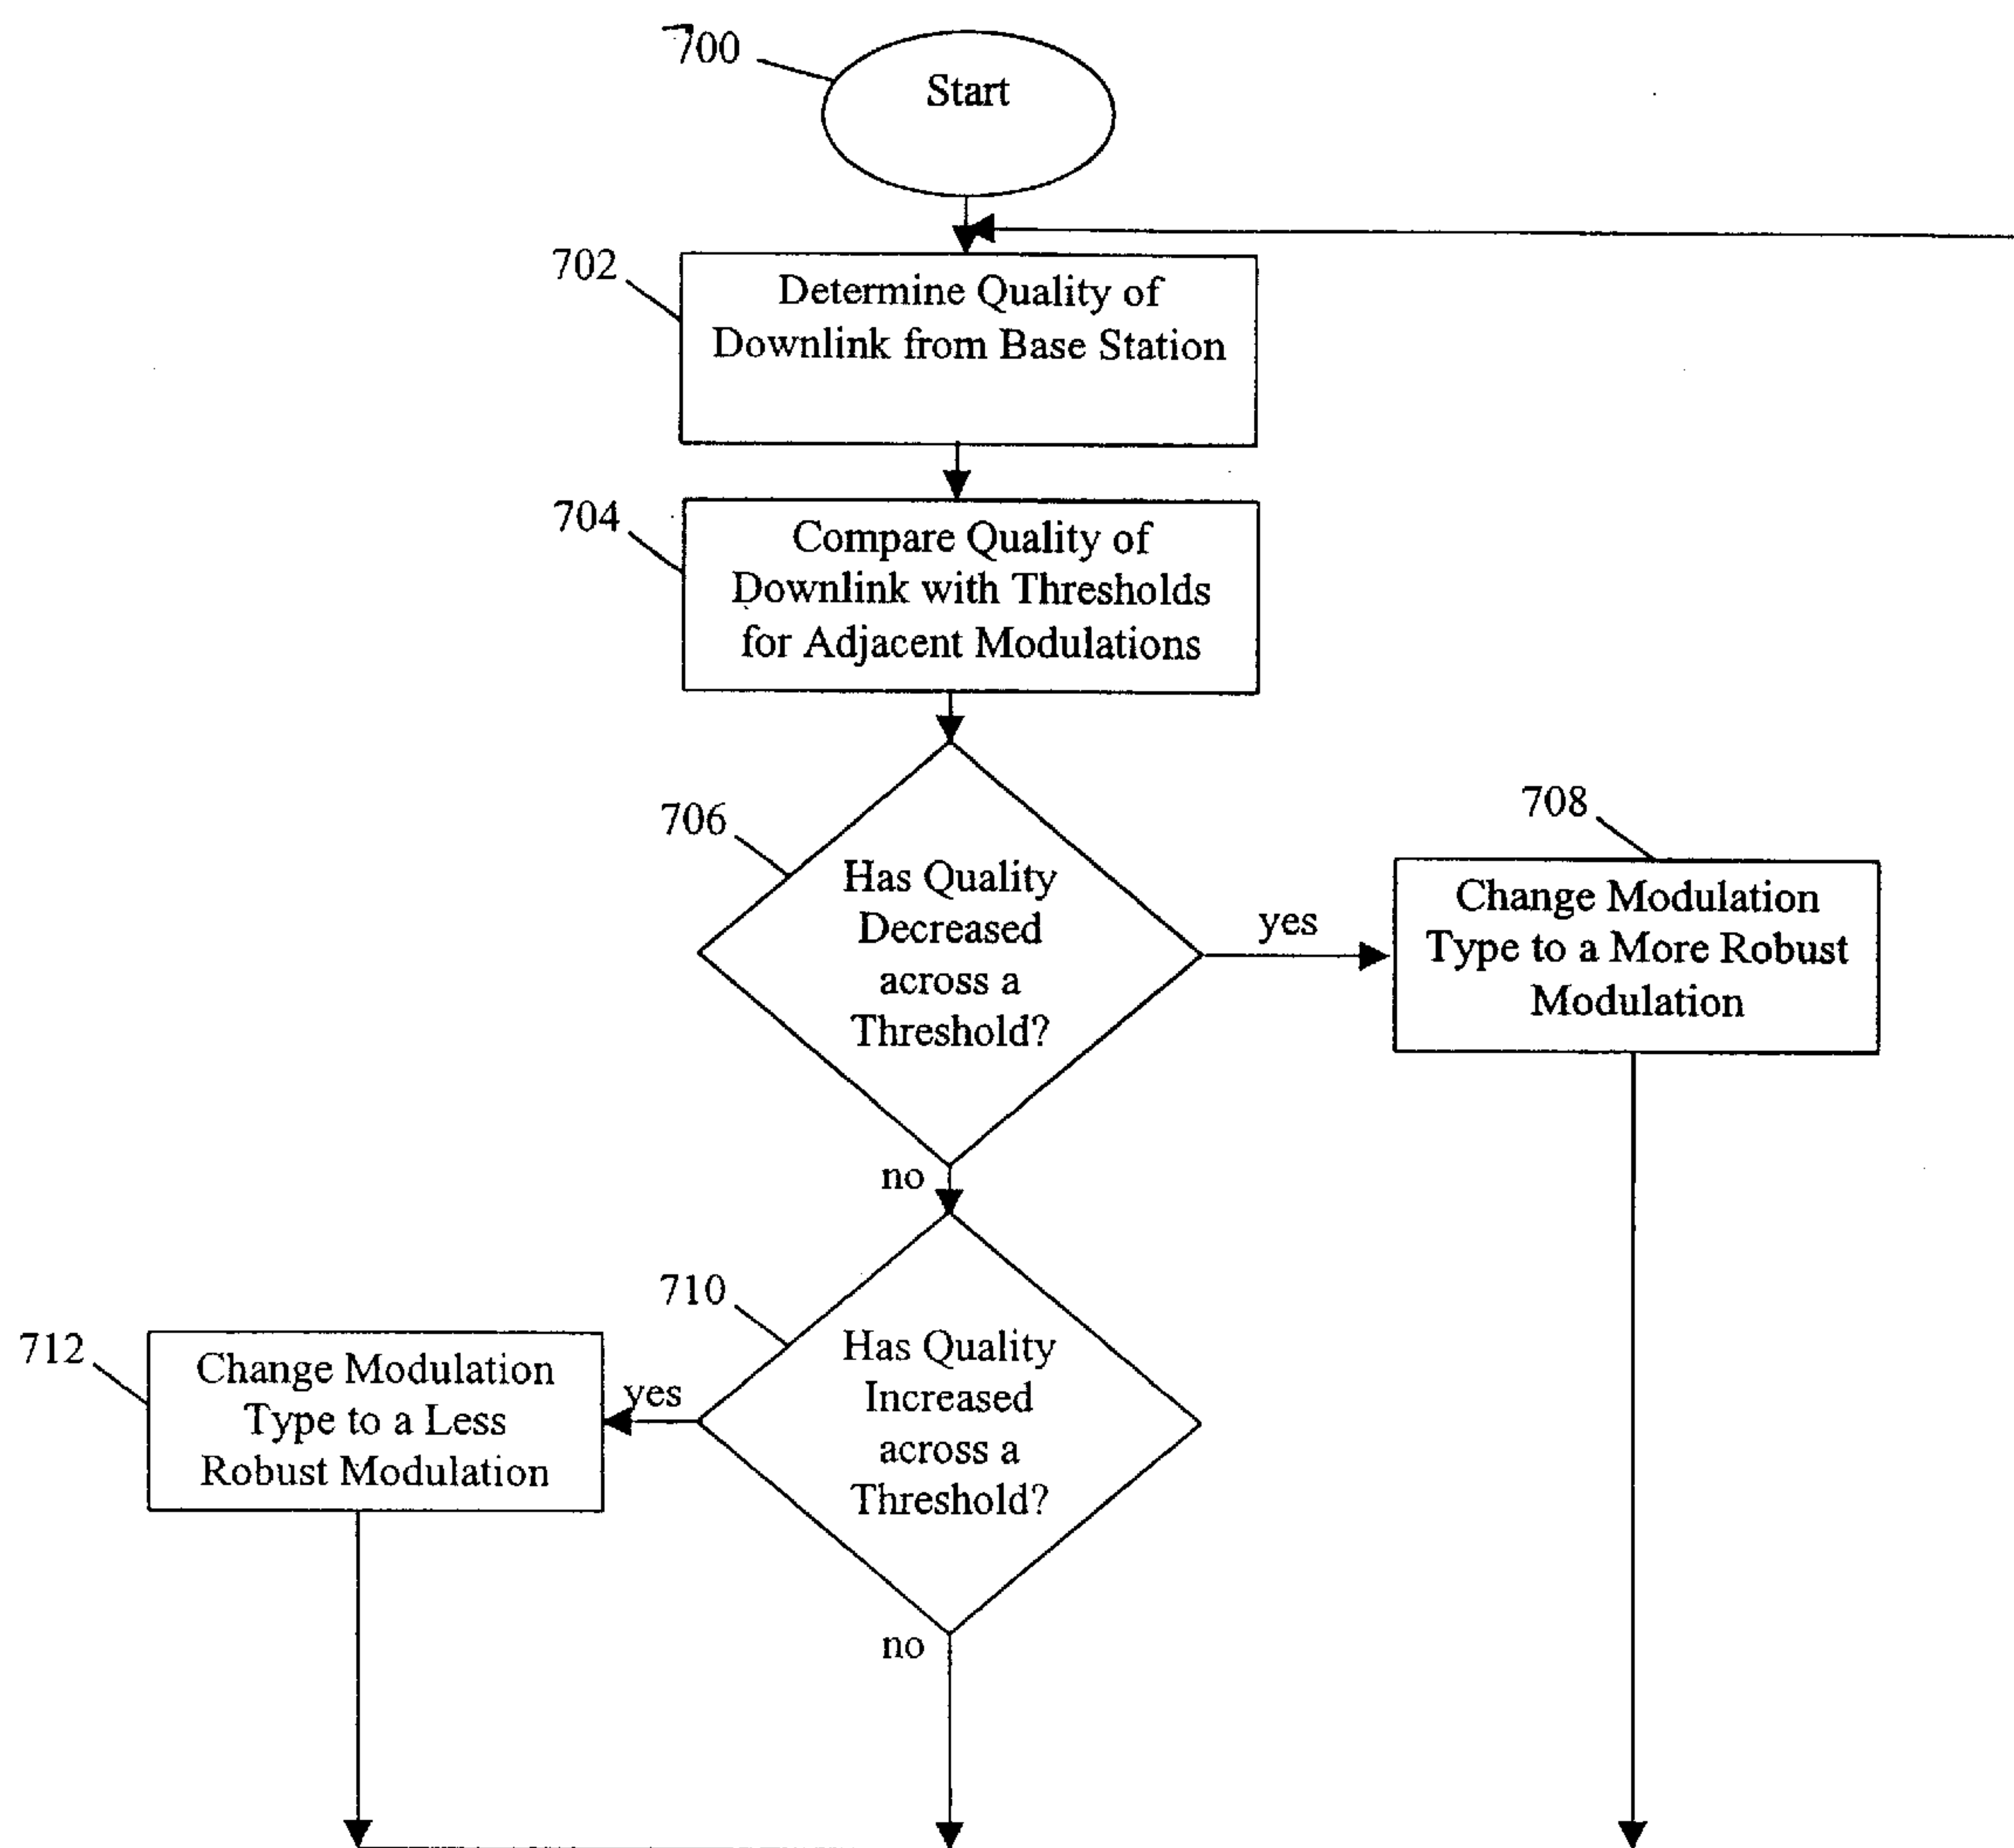 700
Start
702
Determine Quality of
Downlink from Base Station
704
Compare Quality of
Downlink with Thresholds
for Adjacent Modulations
706
Has Quality
Decreased
across a
Threshold?
yes
708
Change Modulation
Type to a More Robust
Modulation
no
710
Has Quality
Increased
across a
Threshold?
yes
712
Change Modulation
Type to a Less
Robust Modulation
no